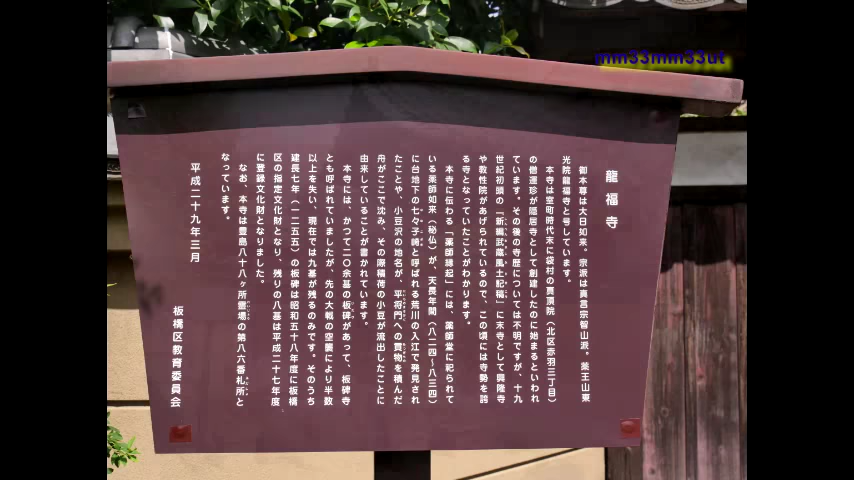 mm33mm33ut
龍福寺
御本尊は大日如来。宗派は真言宗智山派。薬王山東
光院龍福寺と号しています。
本寺は室町時代末に袋村の真頂院（北区赤羽三丁目）
の僧運珍が隠居寺として創建したのに始まるといわれ
ています。その後の寺歴については不明ですが、十九
世紀初頭の『新編武蔵風土記稿』に末寺として興隆寺
や教性院があげられているので、この頃には寺勢を誇
る寺となっていたことがわかります。
本寺に伝わる「薬師縁起」には、薬師堂に祀られて
いる薬師如来（秘仏）が、天長年間（八二四～八三四）
に台地下の七々子崎と呼ばれる荒川の入江で発見され
たことや、小豆沢の地名が、平将門への貢物を積んだ
舟がここで沈み、その際積荷の小豆が流出したことに
由来していることが書かれています。
本寺には、かつて二〇余基の板碑があって、板碑寺
とも呼ばれていましたが、先の大戦の空襲により半数
以上を失い、現在では九基が残るのみです。そのうち
建長七年（一二五五）の板碑は昭和五十八年度に板橋
区の指定文化財となり、残りの八基は平成二十七年度
に登録文化財となりました。
なお、本寺は豊島八十八ヶ所霊場の第八六番札所と
なっています。
平成二十九年三月
板橋区教育委員会